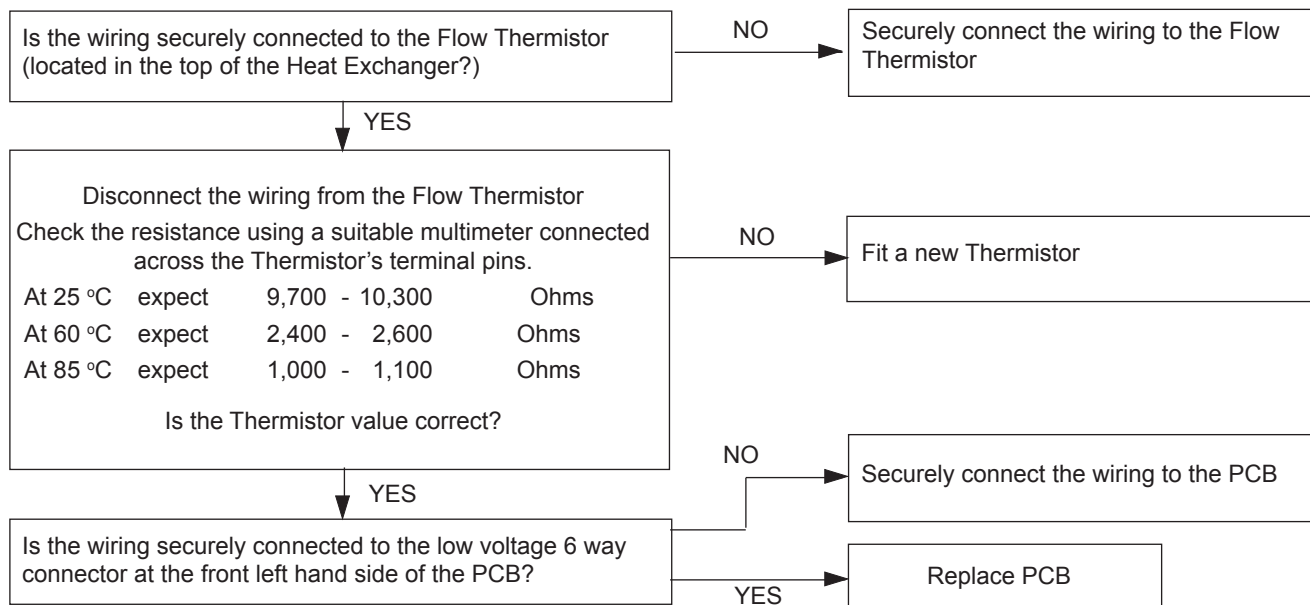 Is the wiring securely connected to the Flow Thermistor
(located in the top of the Heat Exchanger?)
NO
Securely connect the wiring to the Flow
Thermistor
YES
Disconnect the wiring from the Flow Thermistor
Check the resistance using a suitable multimeter connected
across the Thermistor’s terminal pins.
At 25 ºC expect 9,700 - 10,300 Ohms
At 60 ºC expect 2,400 - 2,600 Ohms
At 85 ºC expect 1,000 - 1,100 Ohms
Is the Thermistor value correct?
NO
Fit a new Thermistor
YES
Is the wiring securely connected to the low voltage 6 way
connector at the front left hand side of the PCB?
NO
Securely connect the wiring to the PCB
YES
Replace PCB